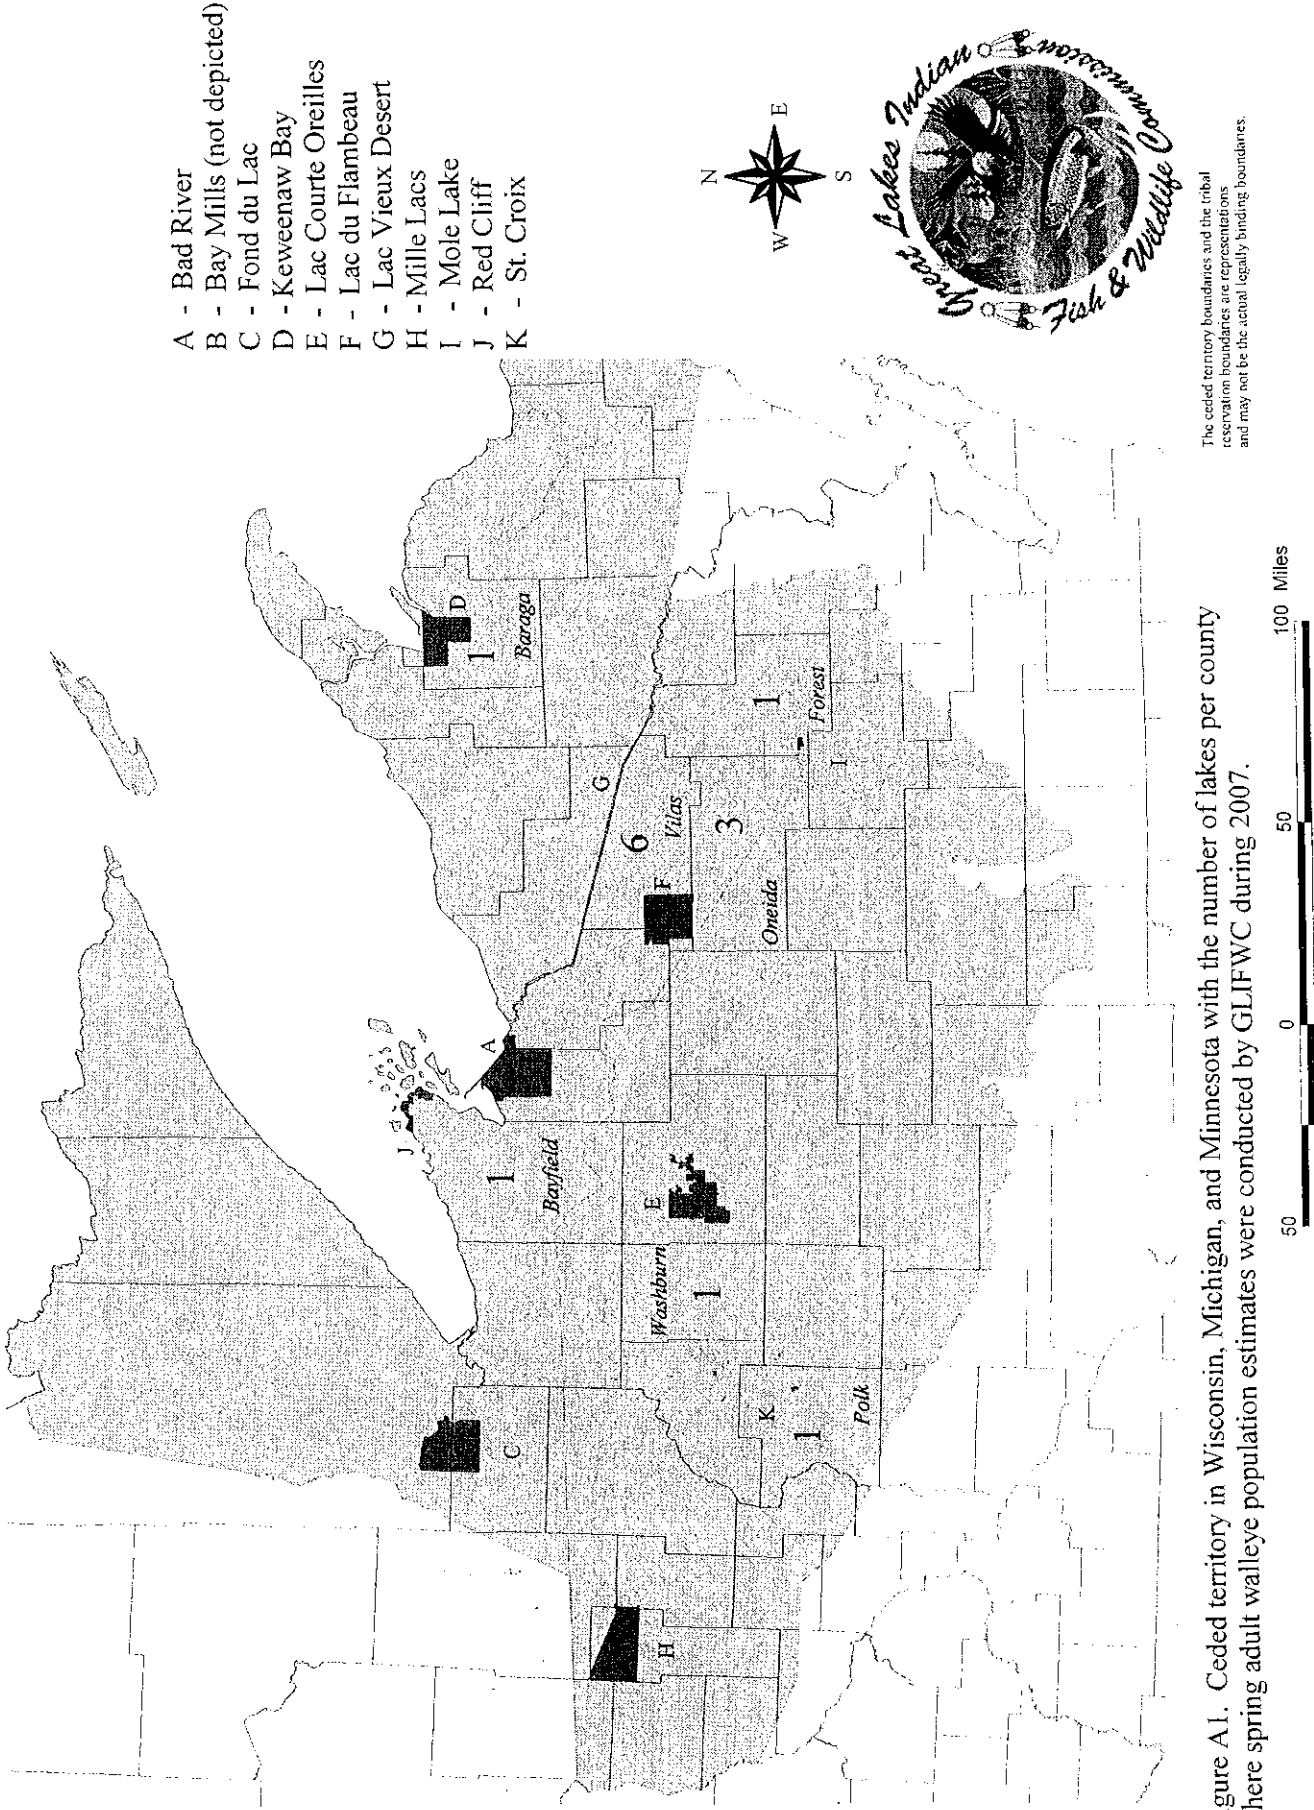 A - Bad River
B - Bay Mills (not depicted)
C - Fond du Lac
D - Keweenaw Bay
E - Lac Courte Oreilles
F - Lac du Flambeau
G - Lac Vieux Desert
H - Mille Lacs
I - Mole Lake
J - Red Cliff
K - St. Croix
N
W
E
S
Great Lakes Indian
Fish & Wildlife Commission
The ceded territory boundaries and the tribal
reservation boundaries are representations
and may not be the actual legally binding boundaries.
D
1
Baraga
G
6
Vilas
F
3
Oneida
1
Forest
I
A
J
1
Bayfield
E
Washburn
1
K
1
Polk
C
H
50
0
50
100 Miles
gure A1. Ceded territory in Wisconsin, Michigan, and Minnesota with the number of lakes per county
here spring adult walleye population estimates were conducted by GLIFWC during 2007.